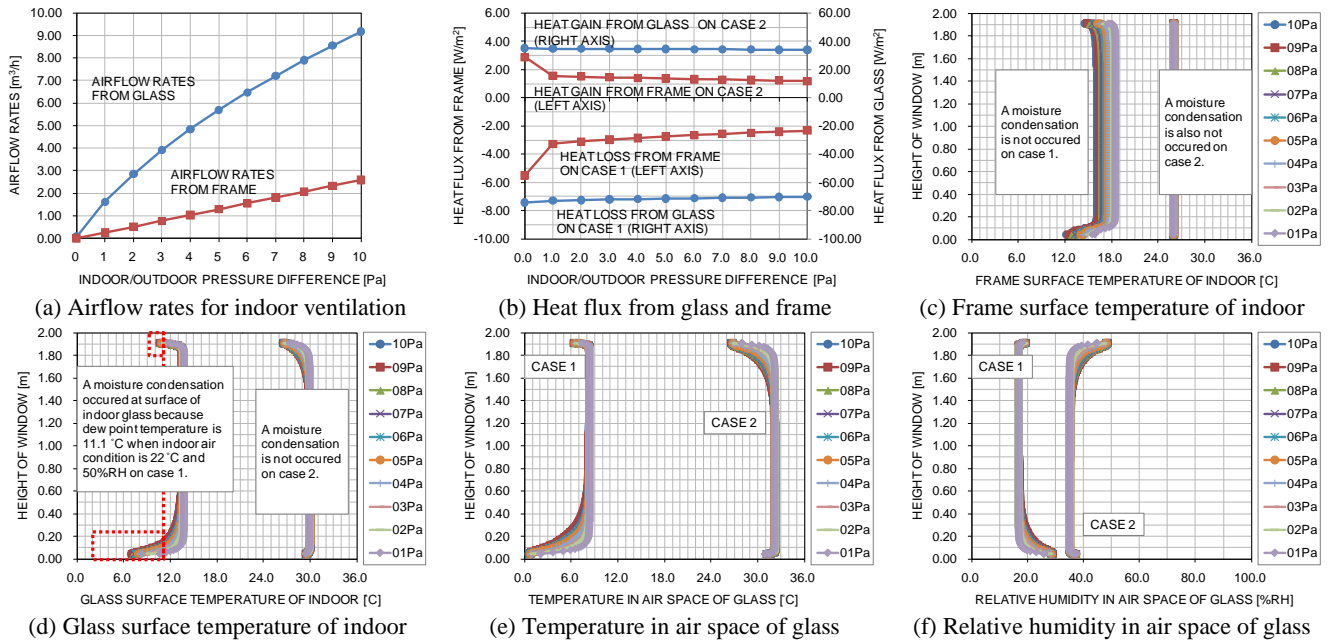 AIRFLOW RATES [m³/h]
10.00
9.00
8.00
7.00
6.00
5.00
4.00
3.00
2.00
1.00
0.00
AIRFLOW RATES
FROM GLASS
AIRFLOW RATES
FROM FRAME
0 1 2 3 4 5 6 7 8 9 10
INDOOR/OUTDOOR PRESSURE DIFFERENCE [Pa]
(a) Airflow rates for indoor ventilation
HEAT FLUX FROM FRAME [W/m²]
6.00
4.00
2.00
0.00
-2.00
-4.00
-6.00
-8.00
-10.00
HEAT GAIN FROM GLASS ON CASE 2
(RIGHT AXIS)
HEAT GAIN FROM FRAME ON CASE 2
(LEFT AXIS)
HEAT LOSS FROM FRAME
ON CASE 1 (LEFT AXIS)
HEAT LOSS FROM GLASS
ON CASE 1 (RIGHT AXIS)
60.00
40.00
20.00
0.00
-20.00
-40.00
-60.00
-80.00
-100.00
HEAT FLUX FROM GLASS [W/m²]
0.0 1.0 2.0 3.0 4.0 5.0 6.0 7.0 8.0 9.0 10.0
INDOOR/OUTDOOR PRESSURE DIFFERENCE [Pa]
(b) Heat flux from glass and frame
HEIGHT OF WINDOW [m]
2.00
1.80
1.60
1.40
1.20
1.00
0.80
0.60
0.40
0.20
0.00
A moisture
condensation
is not occured
on case 1.
A moisture
condensation
is also not
occured on
case 2.
0.0 6.0 12.0 18.0 24.0 30.0 36.0
FRAME SURFACE TEMPERATURE OF INDOOR [˚C]
10Pa
09Pa
08Pa
07Pa
06Pa
05Pa
04Pa
03Pa
02Pa
01Pa
(c) Frame surface temperature of indoor
HEIGHT OF WINDOW [m]
2.00
1.80
1.60
1.40
1.20
1.00
0.80
0.60
0.40
0.20
0.00
A moisture condensation
occured at surface of
indoor glass because
dew point temperature is
11.1 ˚C when indoor air
condition is 22 ˚C and
50%RH on case 1.
A moisture
condensation
is not occured
on case 2.
0.0 6.0 12.0 18.0 24.0 30.0 36.0
GLASS SURFACE TEMPERATURE OF INDOOR [˚C]
10Pa
09Pa
08Pa
07Pa
06Pa
05Pa
04Pa
03Pa
02Pa
01Pa
(d) Glass surface temperature of indoor
HEIGHT OF WINDOW [m]
2.00
1.80
1.60
1.40
1.20
1.00
0.80
0.60
0.40
0.20
0.00
CASE 1
CASE 2
0.0 6.0 12.0 18.0 24.0 30.0 36.0
TEMPERATURE IN AIR SPACE OF GLASS [˚C]
10Pa
09Pa
08Pa
07Pa
06Pa
05Pa
04Pa
03Pa
02Pa
01Pa
(e) Temperature in air space of glass
HEIGHT OF WINDOW [m]
2.00
1.80
1.60
1.40
1.20
1.00
0.80
0.60
0.40
0.20
0.00
CASE 1
CASE 2
0.0 20.0 40.0 60.0 80.0 100.0
RELATIVE HUMIDITY IN AIR SPACE OF GLASS [%RH]
10Pa
09Pa
08Pa
07Pa
06Pa
05Pa
04Pa
03Pa
02Pa
01Pa
(f) Relative humidity in air space of glass